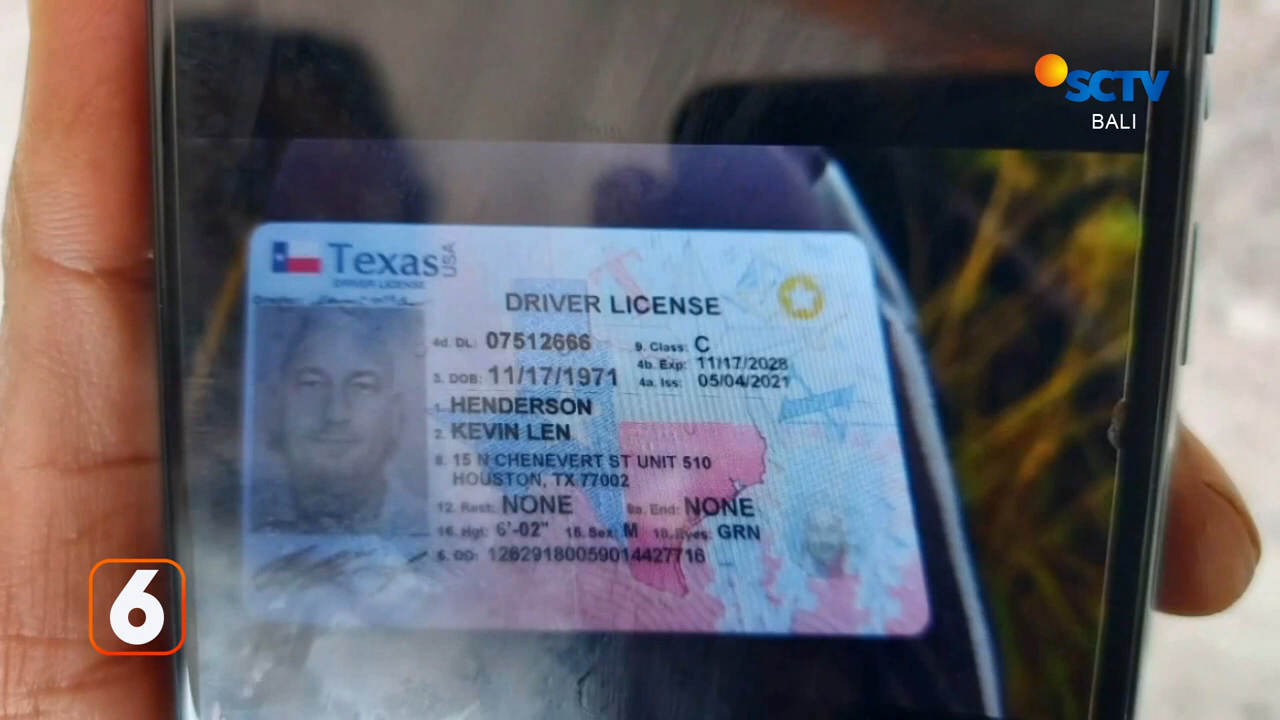 SCTV
BALI
Texas USA
DRIVER LICENSE
DRIVER LICENSE
4d. DL: 07512666 9. Class: C
4b. Exp: 11/17/2028
3. DOB: 11/17/1971 4a. Iss: 05/04/2021
1. HENDERSON
2. KEVIN LEN
8. 15 N CHENEVERT ST UNIT 510
HOUSTON, TX 77002
12. Rest: NONE 9a. End: NONE
16. Hgt: 6'-02" 15. Sex: M 18. Eyes: GRN
5. DD: 12629180059014427716
6